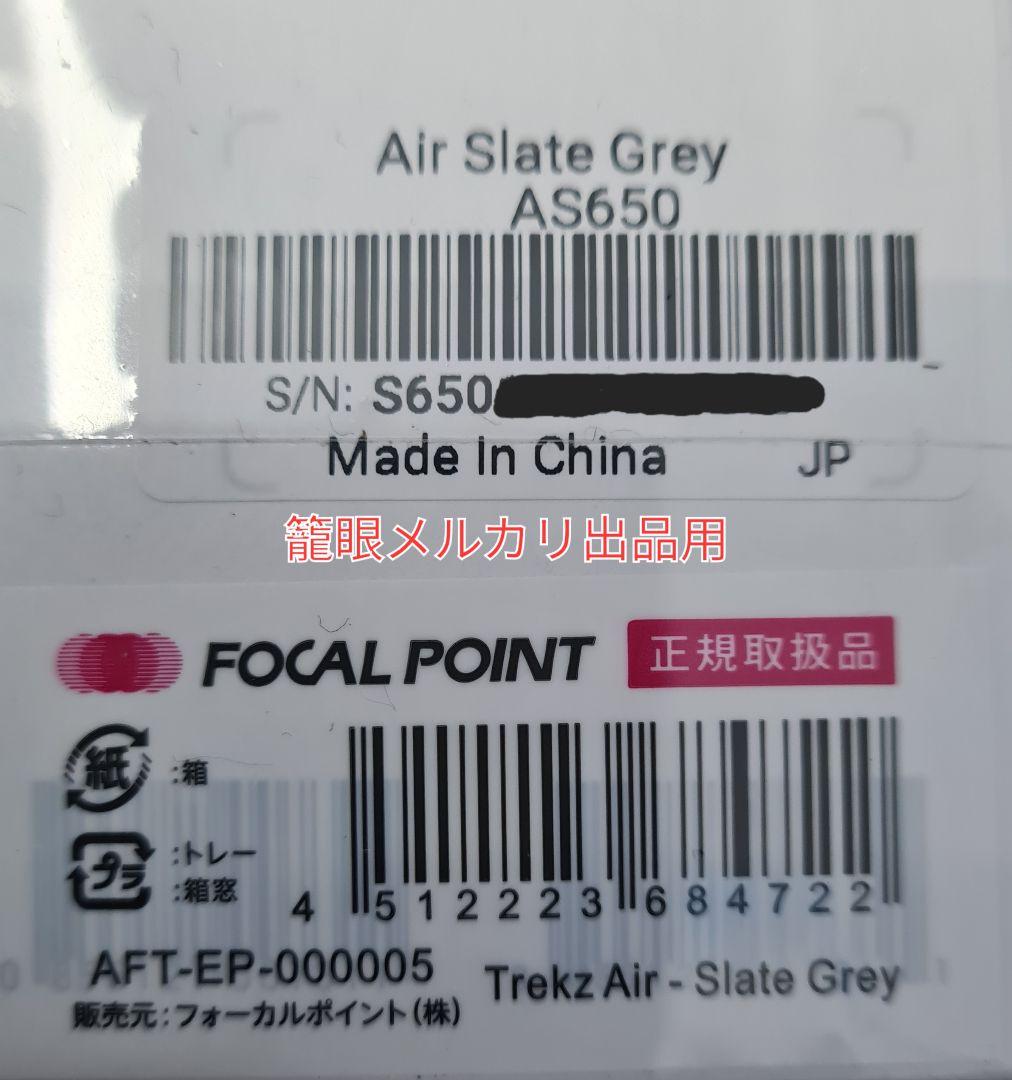 Air Slate Grey
AS650
S/N: S650
Made In China JP
籠眼メルカリ出品用
FOCAL POINT 正規取扱品
紙 :箱
プラ :トレー
:箱窓
4 512223 684722
AFT-EP-000005 Trekz Air - Slate Grey
販売元:フォーカルポイント(株)